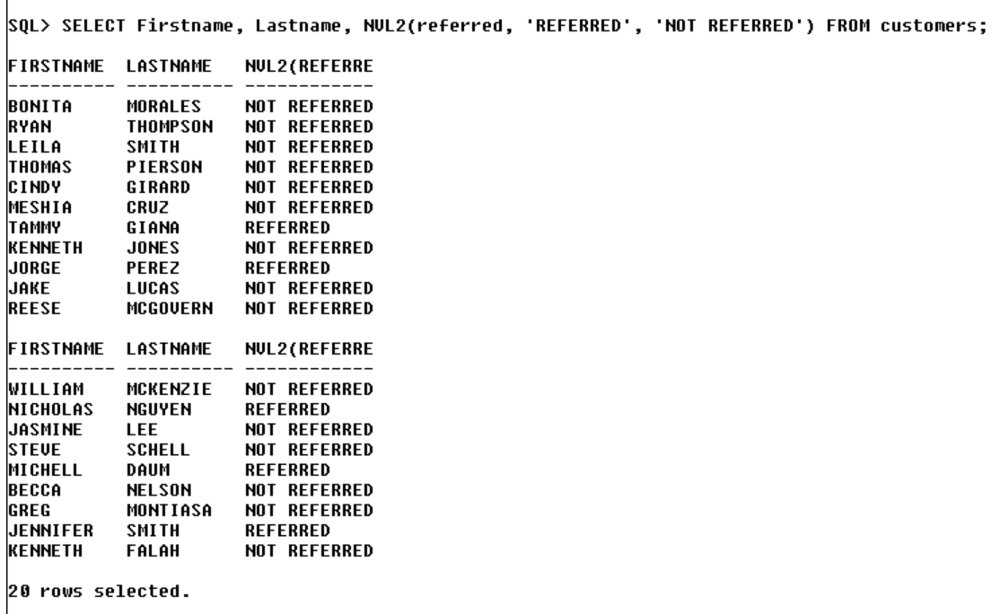 SQL> SELECT Firstname, Lastname, NVL2(referred, 'REFERRED', 'NOT REFERRED') FROM customers;
FIRSTNAME LASTNAME NVL2(REFERRE
---------- ---------- ------------
BONITA MORALES NOT REFERRED
RYAN THOMPSON NOT REFERRED
LEILA SMITH NOT REFERRED
THOMAS PIERSON NOT REFERRED
CINDY GIRARD NOT REFERRED
MESHIA CRUZ NOT REFERRED
TAMMY GIANA REFERRED
KENNETH JONES NOT REFERRED
JORGE PEREZ REFERRED
JAKE LUCAS NOT REFERRED
REESE MCGOVERN NOT REFERRED
FIRSTNAME LASTNAME NVL2(REFERRE
---------- ---------- ------------
WILLIAM MCKENZIE NOT REFERRED
NICHOLAS NGUYEN REFERRED
JASMINE LEE NOT REFERRED
STEVE SCHELL NOT REFERRED
MICHELL DAUM REFERRED
BECCA NELSON NOT REFERRED
GREG MONTIASA NOT REFERRED
JENNIFER SMITH REFERRED
KENNETH FALAH NOT REFERRED
20 rows selected.